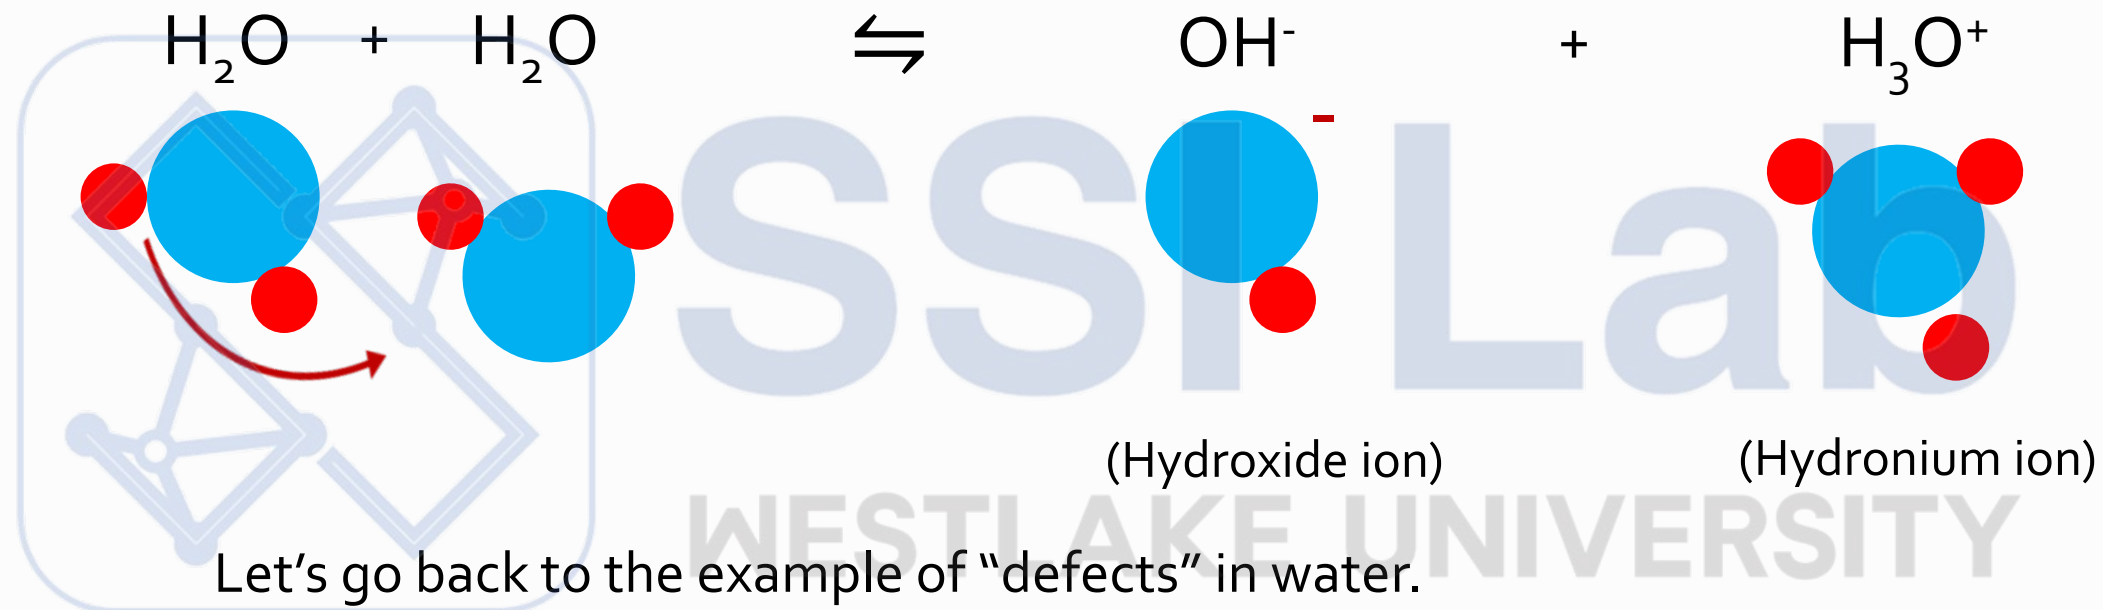 H₂O + H₂O ⇋ OH⁻ + H₃O⁺
-
SSI Lab
(Hydroxide ion) (Hydronium ion)
WESTLAKE UNIVERSITY
Let’s go back to the example of “defects” in water.